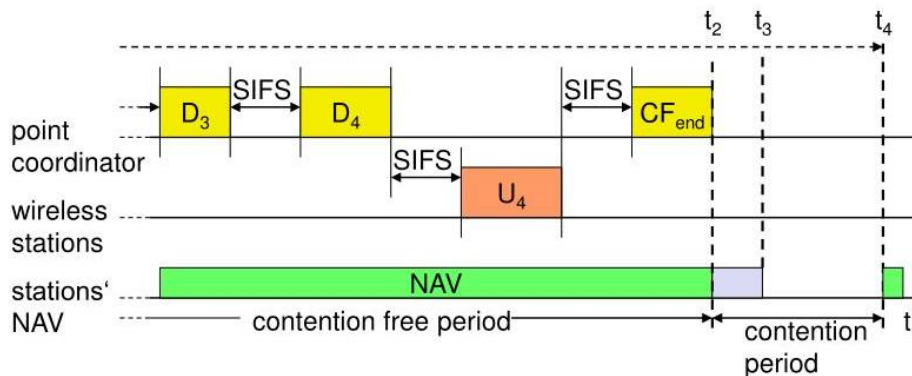 t2 t3 t4
D3 SIFS D4 SIFS CFend
point
coordinator
SIFS U4
wireless
stations
stations‘ NAV
NAV contention free period t
contention
period